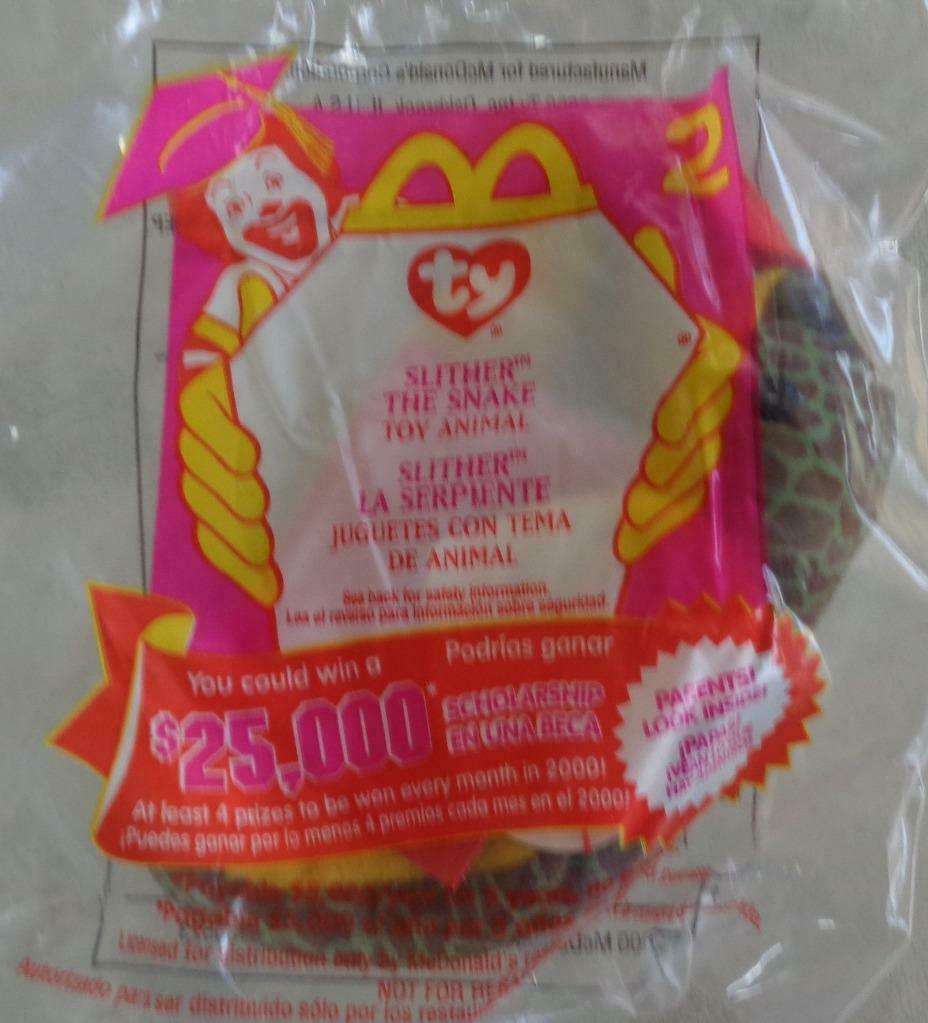 Manufactured for McDonald's Corporation
12
ty®
SLITHER™
THE SNAKE
TOY ANIMAL
SLITHER™
LA SERPIENTE
JUGUETES CON TEMA
DE ANIMAL
See back for safety information.
Lea el reverso para información sobre seguridad.
You could win a
Podrías ganar
$25,000*
SCHOLARSHIP
EN UNA BECA
At least 4 prizes to be won every month in 2000!
¡Puedes ganar por lo menos 4 premios cada mes en el 2000!
PARENTS!
LOOK INSIDE!
¡PAPÁS!
Licensed for distribution only by McDonald's
NOT FOR
Autorizado para ser distribuido sólo por los